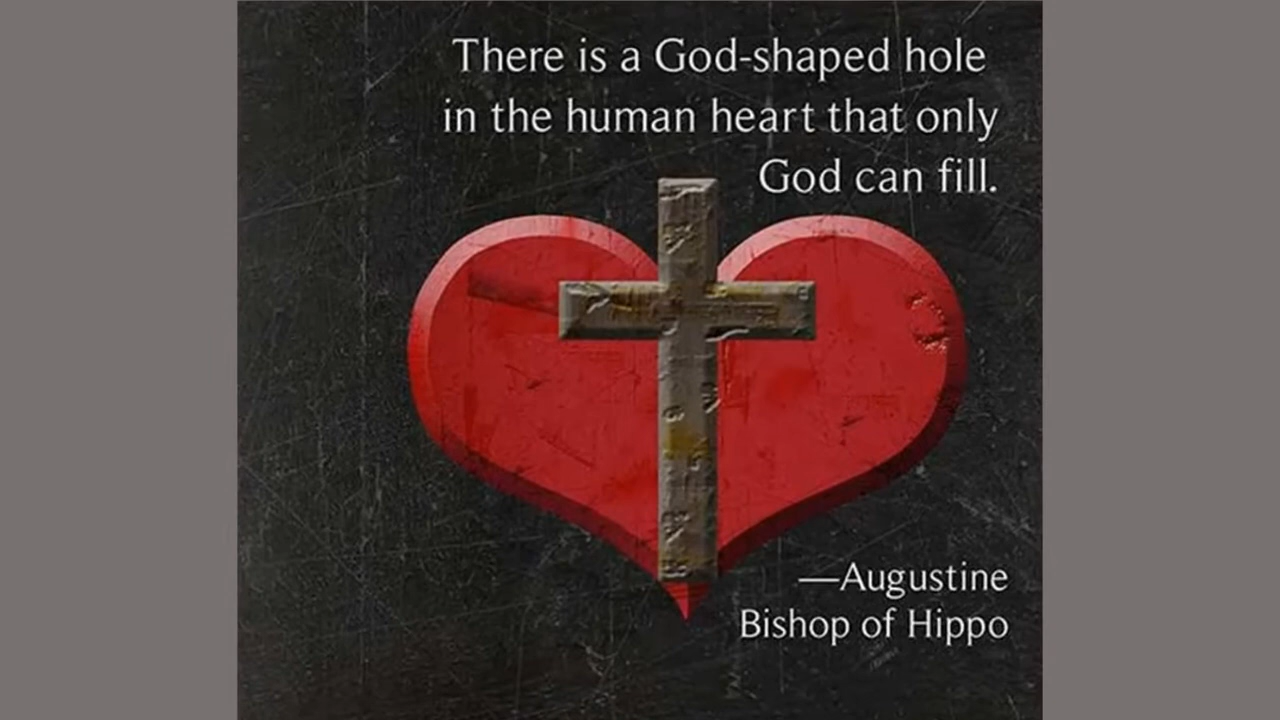 There is a God-shaped hole
in the human heart that only
God can fill.
—Augustine
Bishop of Hippo